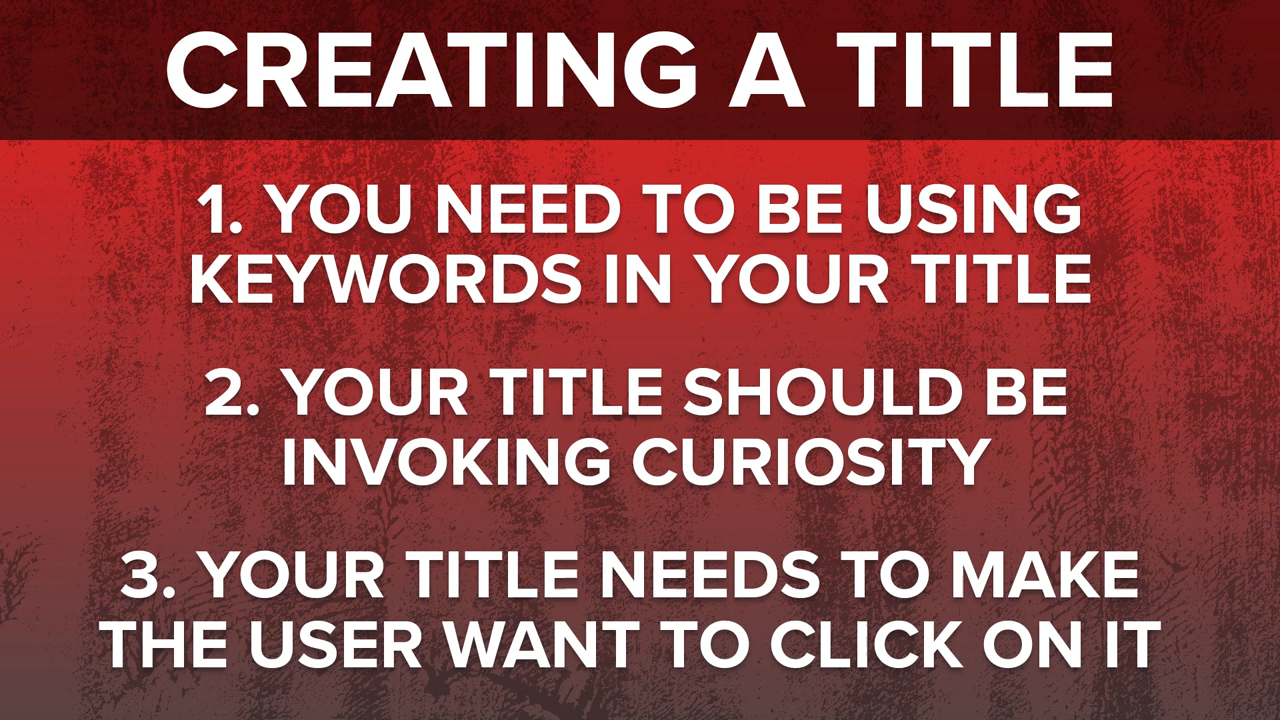 CREATING A TITLE
1. YOU NEED TO BE USING
KEYWORDS IN YOUR TITLE
2. YOUR TITLE SHOULD BE
INVOKING CURIOSITY
3. YOUR TITLE NEEDS TO MAKE
THE USER WANT TO CLICK ON IT